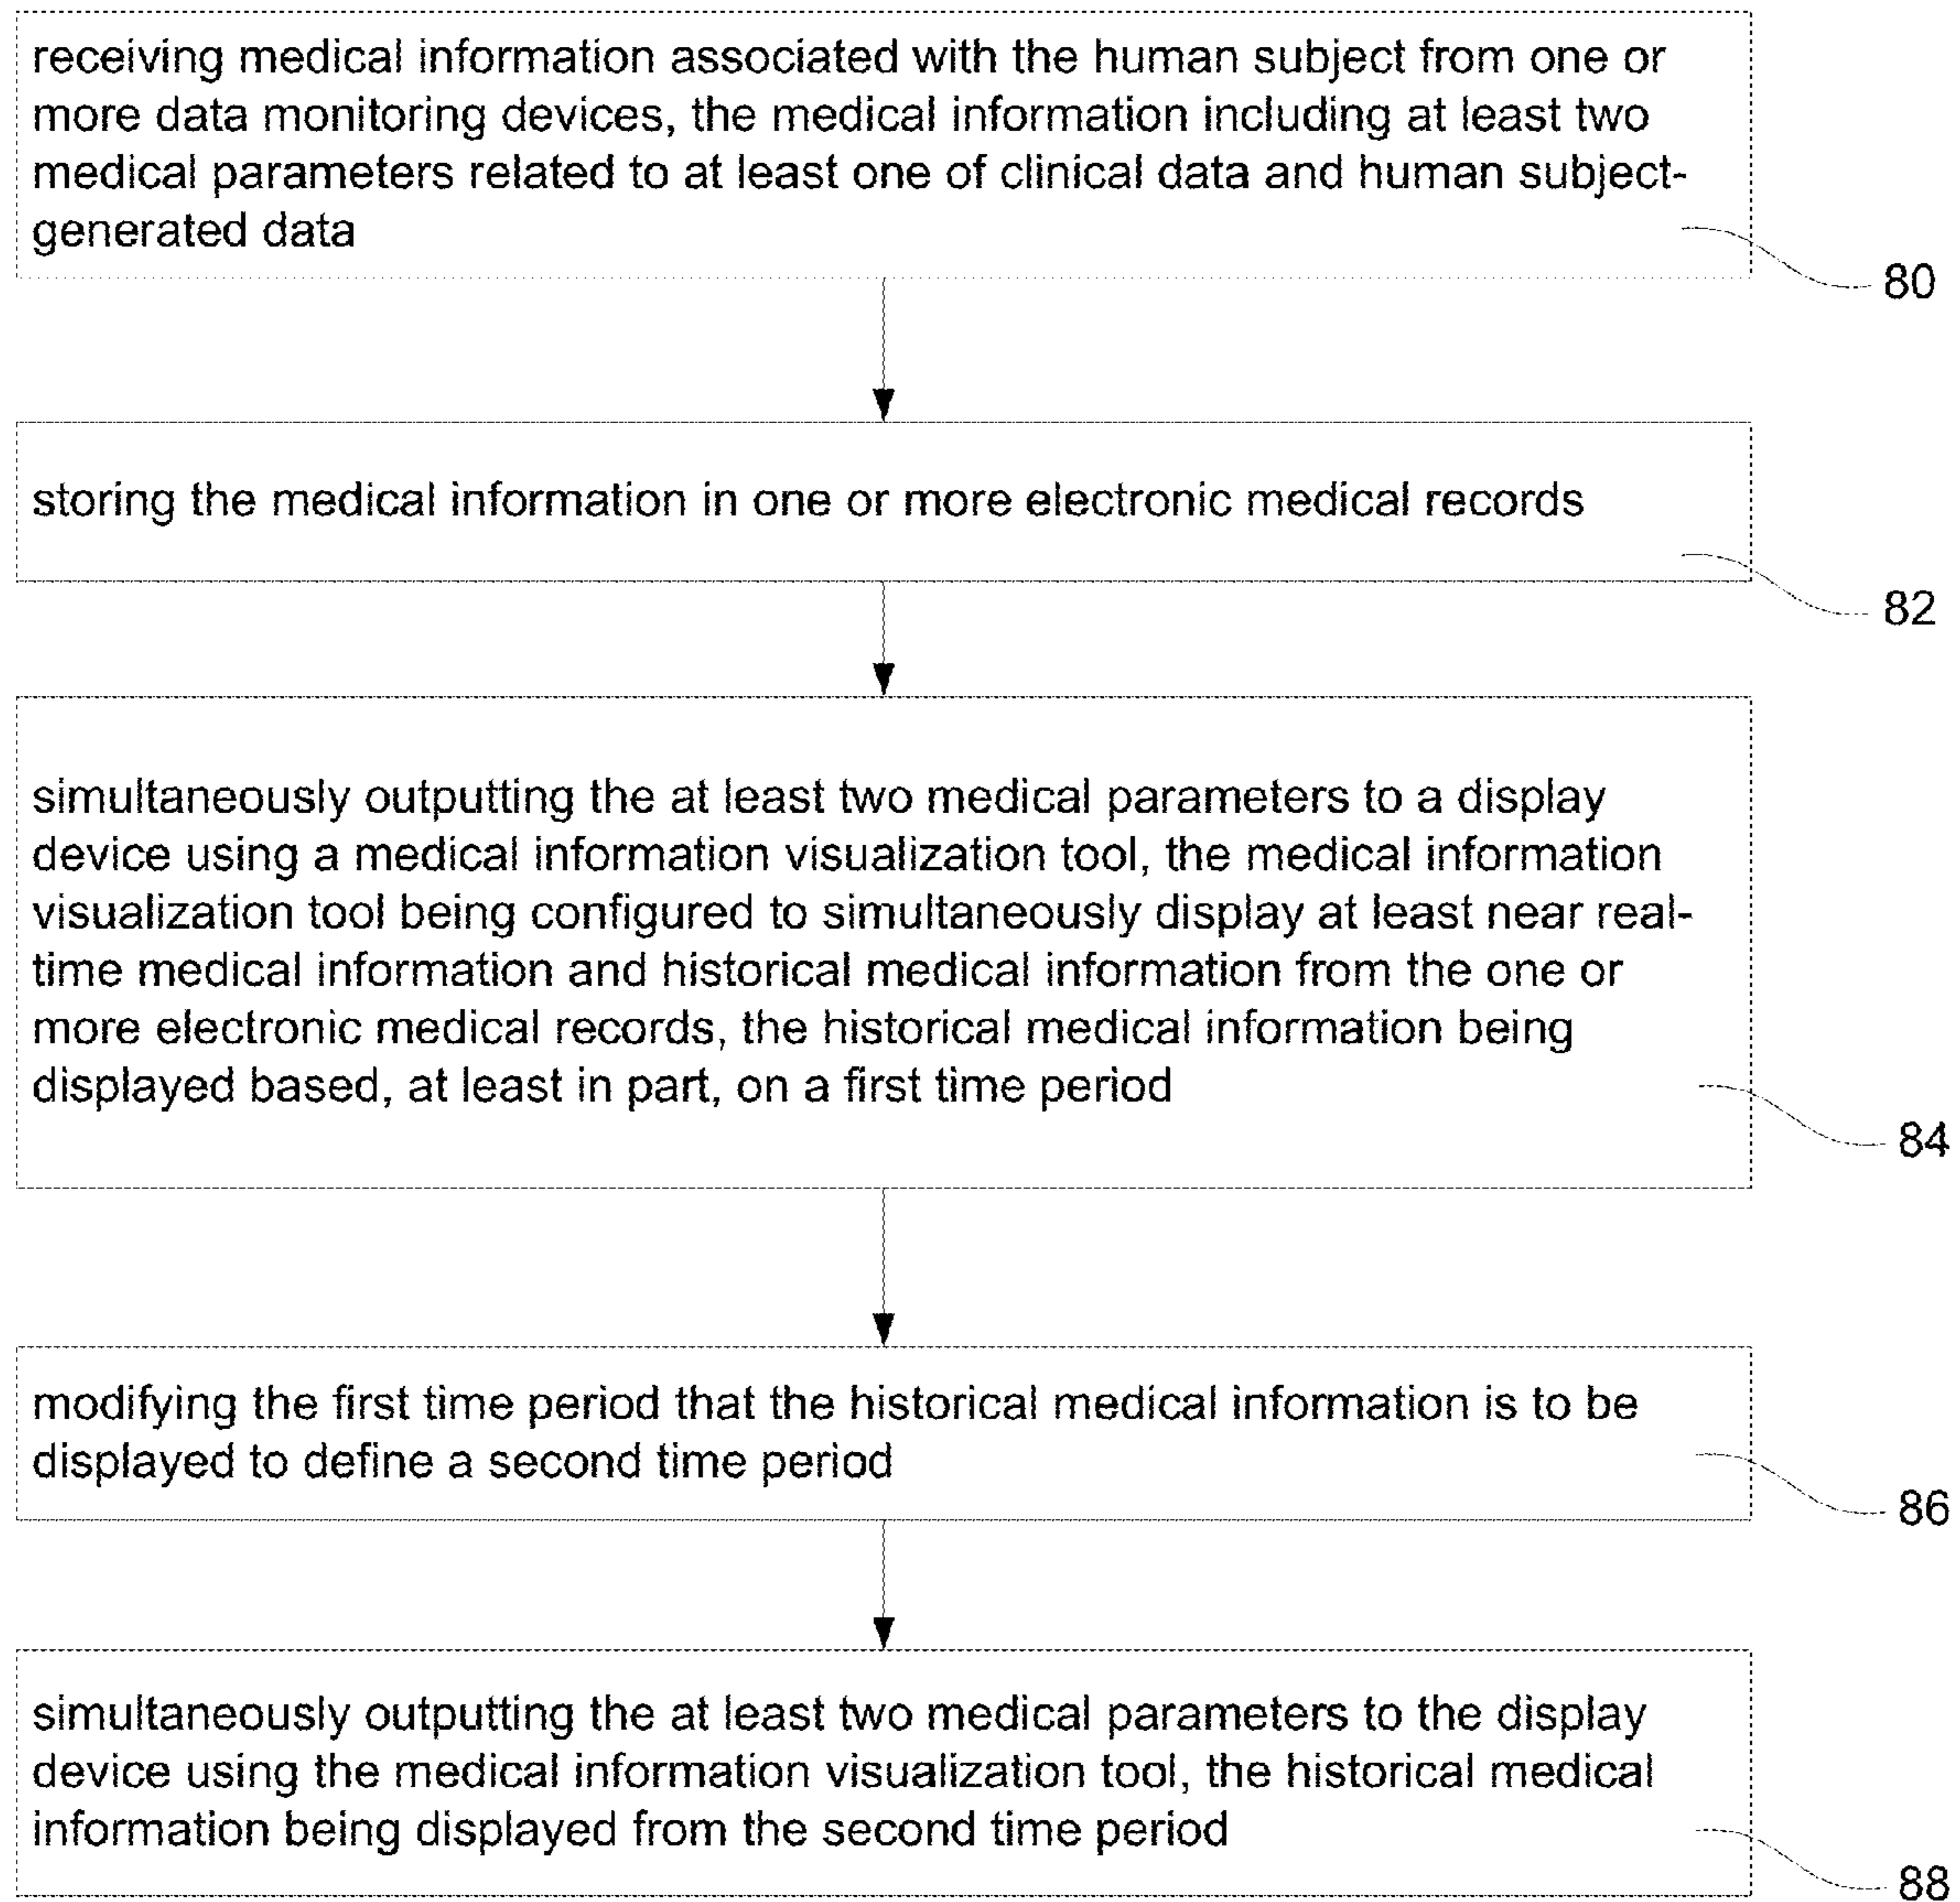 receiving medical information associated with the human subject from one or
more data monitoring devices, the medical information including at least two
medical parameters related to at least one of clinical data and human subject-
generated data
80
storing the medical information in one or more electronic medical records
82
simultaneously outputting the at least two medical parameters to a display
device using a medical information visualization tool, the medical information
visualization tool being configured to simultaneously display at least near real-
time medical information and historical medical information from the one or
more electronic medical records, the historical medical information being
displayed based, at least in part, on a first time period
84
modifying the first time period that the historical medical information is to be
displayed to define a second time period
86
simultaneously outputting the at least two medical parameters to the display
device using the medical information visualization tool, the historical medical
information being displayed from the second time period
88